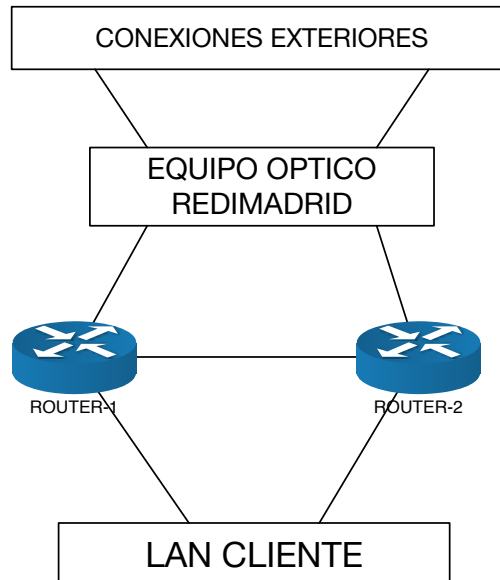 CONEXIONES EXTERIORES
EQUIPO OPTICO
REDIMADRID
ROUTER-1
ROUTER-2
LAN CLIENTE